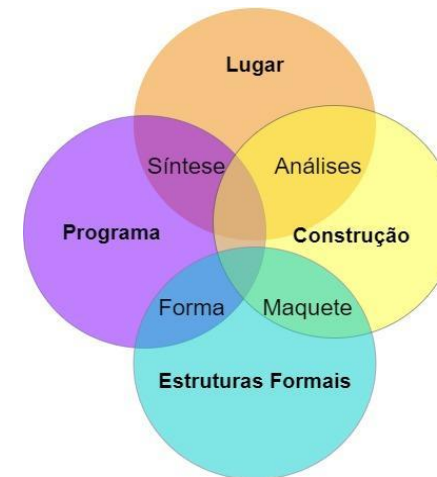 Lugar
Síntese
Análises
Programa
Construção
Forma
Maquete
Estruturas Formais